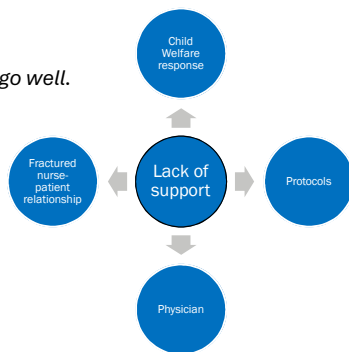 Child
Welfare
response
go well.
Fractured
nurse-
patient
relationship
Lack of
support
Protocols
Physician